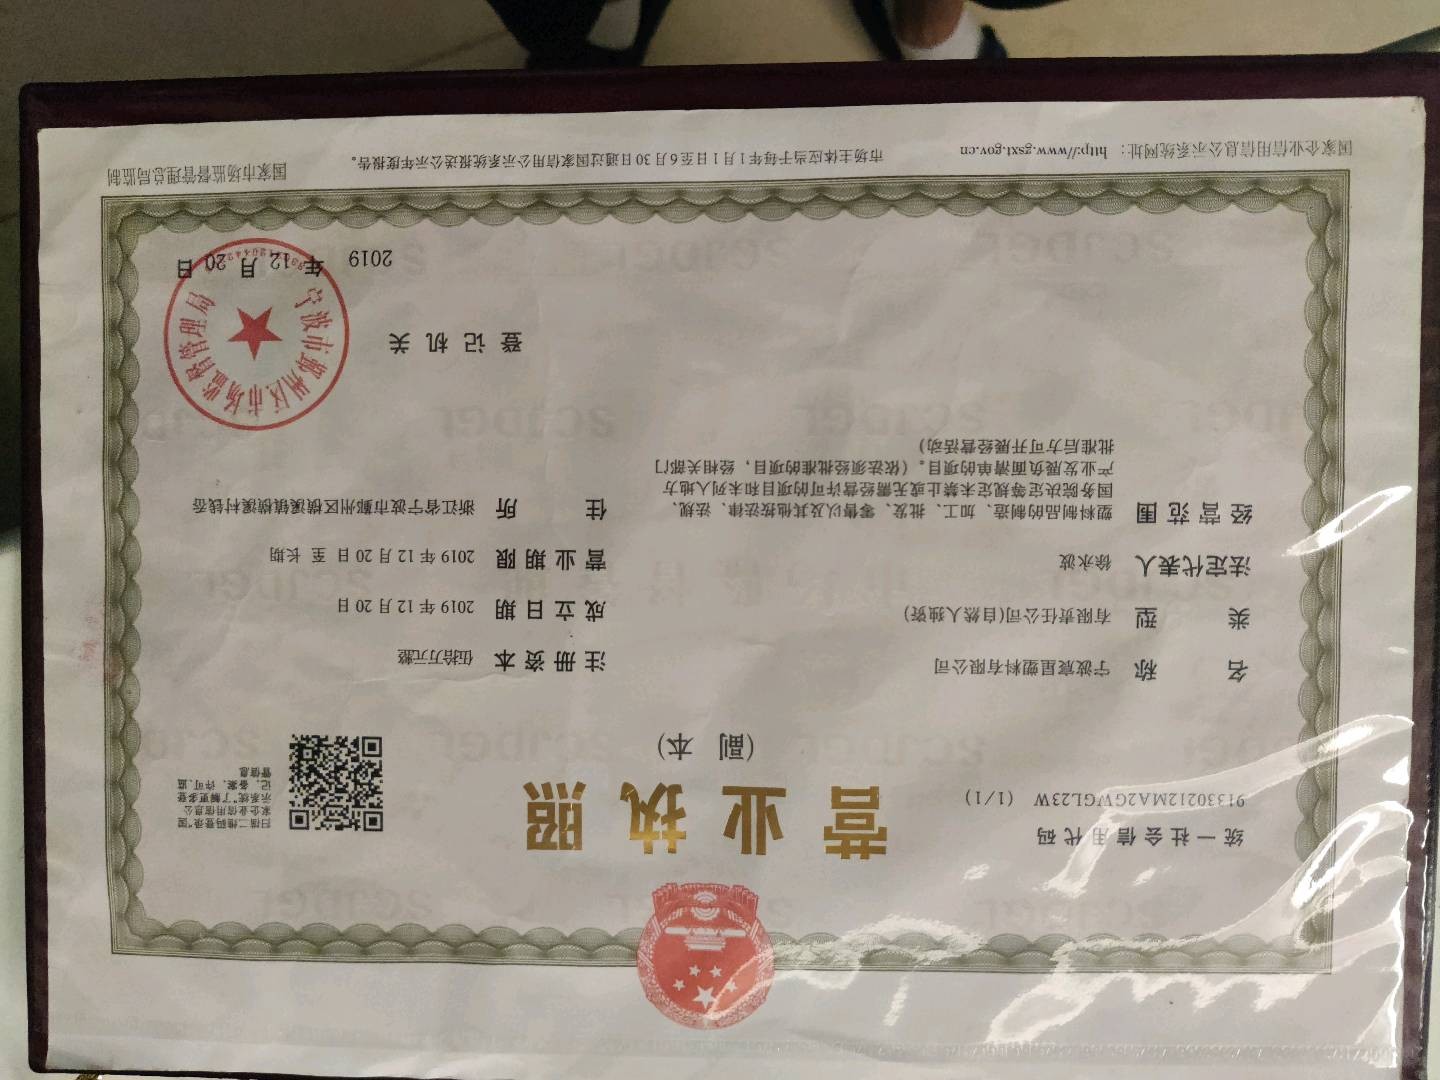 统一社会信用代码
91330212MA2GWGL23W (1/1)
营业执照
(副 本)
扫描二维码登录“国
家企业信用信息公
示系统”了解更多登
记、备案、许可、监
管信息
名 称 宁波宸星塑料有限公司
类 型 有限责任公司(自然人独资)
法定代表人 徐永波
经营范围 塑料制品的制造、加工、批发、零售以及其他按法律、法规、
国务院决定等规定未禁止或无需经营许可的项目和未列入地方
产业发展负面清单的项目。(依法须经批准的项目,经相关部门
批准后方可开展经营活动)
注册资本 伍拾万元整
成立日期 2019年12月20日
营业期限 2019年12月20日 至 长期
住 所 浙江省宁波市鄞州区横溪镇横溪村钱岙
登记机关
宁波市鄞州区市场监督管理局
2019 年 12 月 20 日
国家企业信用信息公示系统网址: http://www.gsxt.gov.cn
市场主体应当于每年1月1日至6月30日通过国家信用公示系统报送公示年度报告。
国家市场监督管理总局监制